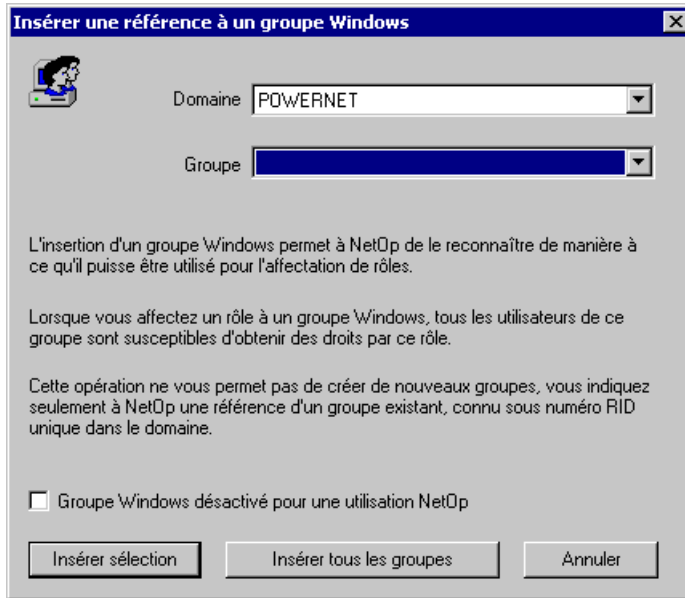 Insérer une référence à un groupe Windows
Domaine POWERNET
Groupe
L'insertion d'un groupe Windows permet à NetOp de le reconnaître de manière à
ce qu'il puisse être utilisé pour l'affectation de rôles.
Lorsque vous affectez un rôle à un groupe Windows, tous les utilisateurs de ce
groupe sont susceptibles d'obtenir des droits par ce rôle.
Cette opération ne vous permet pas de créer de nouveaux groupes, vous indiquez
seulement à NetOp une référence d'un groupe existant, connu sous numéro RID
unique dans le domaine.
Groupe Windows désactivé pour une utilisation NetOp
Insérer sélection Insérer tous les groupes Annuler